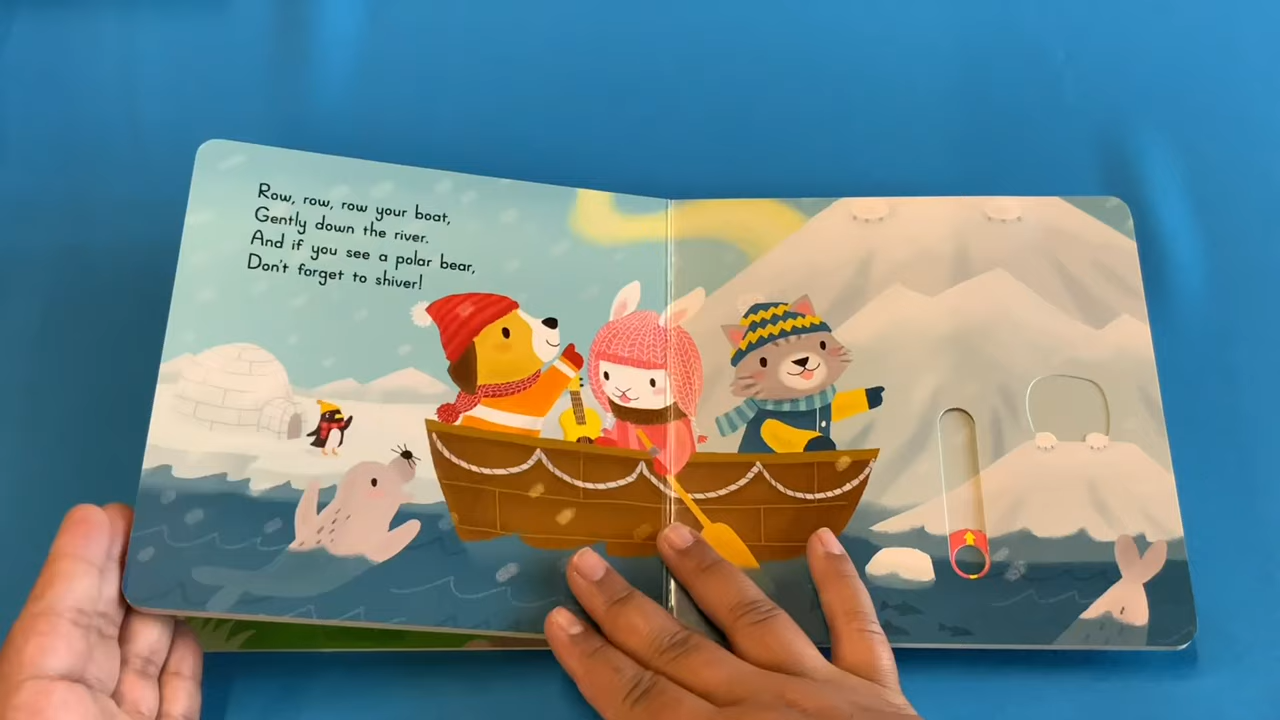 Row, row, row your boat,
Gently down the river.
And if you see a polar bear,
Don't forget to shiver!